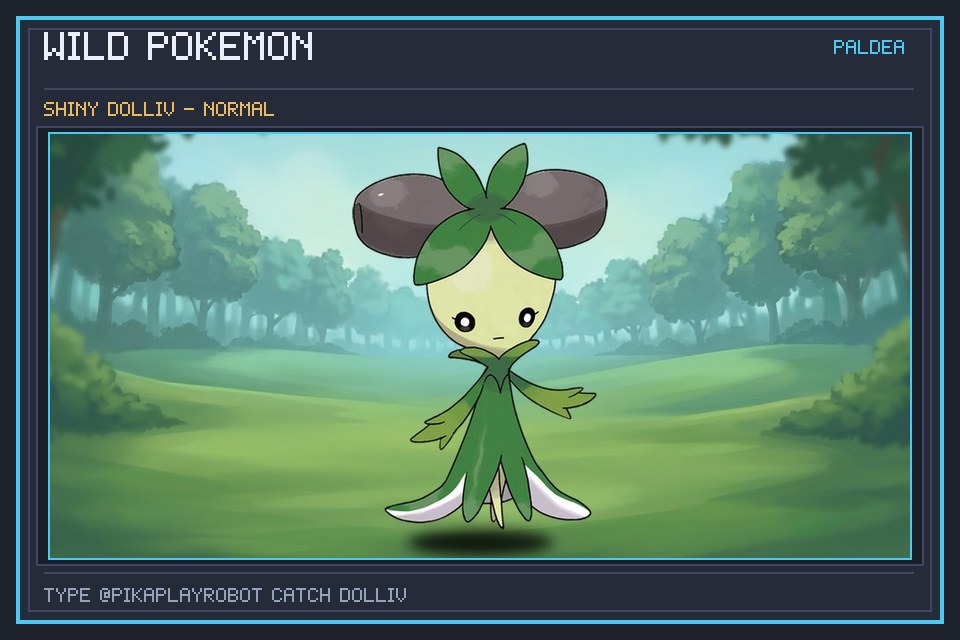 WILD POKEMON
PALDEA
SHINY DOLLIV - NORMAL
TYPE @PIKAPLAYROBOT CATCH DOLLIV